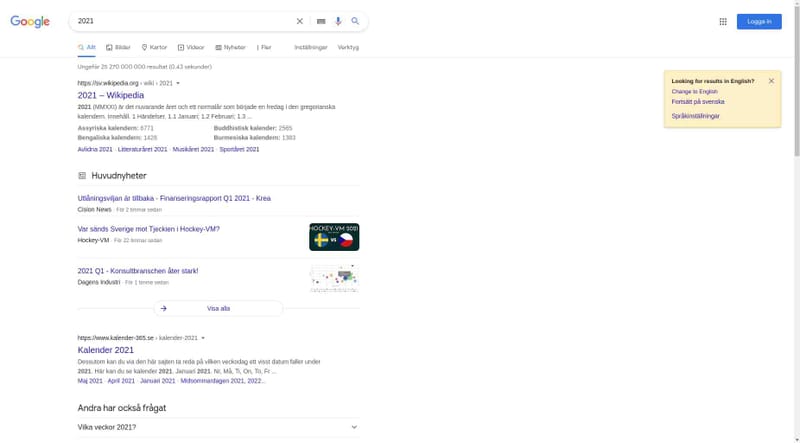 Google
2021
Logga in
Allt Bilder Kartor Videor Nyheter Fler Inställningar Verktyg
Ungefär 25 270 000 000 resultat (0,43 sekunder)
https://sv.wikipedia.org › wiki › 2021
2021 – Wikipedia
2021 (MMXXI) är det nuvarande året och ett normalår som började en fredag i den gregorianska
kalendern. Innehåll. 1 Händelser. 1.1 Januari; 1.2 Februari; 1.3 ...
Assyriska kalendern: 6771 Buddhistisk kalender: 2565
Bengaliska kalendern: 1428 Burmesiska kalendern: 1383
Avlidna 2021 · Litteraturåret 2021 · Musikåret 2021 · Sportåret 2021
Looking for results in English?
Change to English
Fortsätt på svenska
Språkinställningar
Huvudnyheter
Utlåningsviljan är tillbaka - Finanseringsrapport Q1 2021 - Krea
Cision News · För 2 timmar sedan
Var sänds Sverige mot Tjeckien i Hockey-VM?
Hockey-VM · För 22 timmar sedan
HOCKEY-VM 2021
VS
2021 Q1 - Konsultbranschen åter stark!
Dagens Industri · För 1 timme sedan
Visa alla
https://www.kalender-365.se › kalender-2021
Kalender 2021
Dessutom kan du via den här sajten ta reda på vilken veckodag ett visst datum faller under
2021. Här kan du se kalender 2021. Januari 2021. Nr, Må, Ti, On, To, Fr ...
Maj 2021 · April 2021 · Januari 2021 · Midsommardagen 2021, 2022...
Andra har också frågat
Vilka veckor 2021?